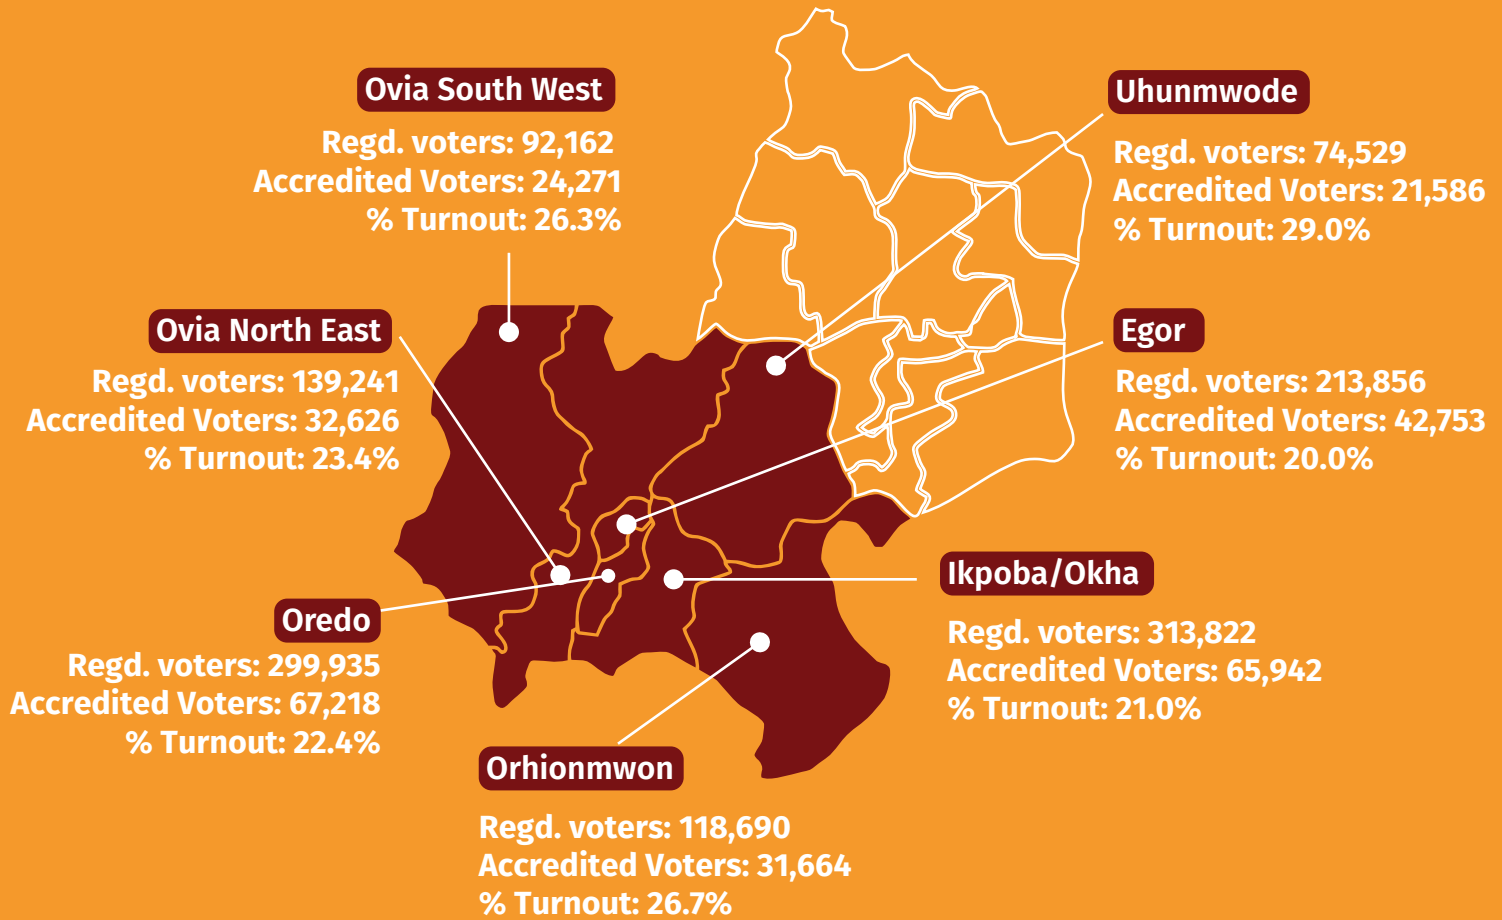 Ovia South West
Regd. voters: 92,162
Accredited Voters: 24,271
% Turnout: 26.3%
Uhunmwode
Regd. voters: 74,529
Accredited Voters: 21,586
% Turnout: 29.0%
Ovia North East
Regd. voters: 139,241
Accredited Voters: 32,626
% Turnout: 23.4%
Egor
Regd. voters: 213,856
Accredited Voters: 42,753
% Turnout: 20.0%
Oredo
Regd. voters: 299,935
Accredited Voters: 67,218
% Turnout: 22.4%
Ikpoba/Okha
Regd. voters: 313,822
Accredited Voters: 65,942
% Turnout: 21.0%
Orhionmwon
Regd. voters: 118,690
Accredited Voters: 31,664
% Turnout: 26.7%